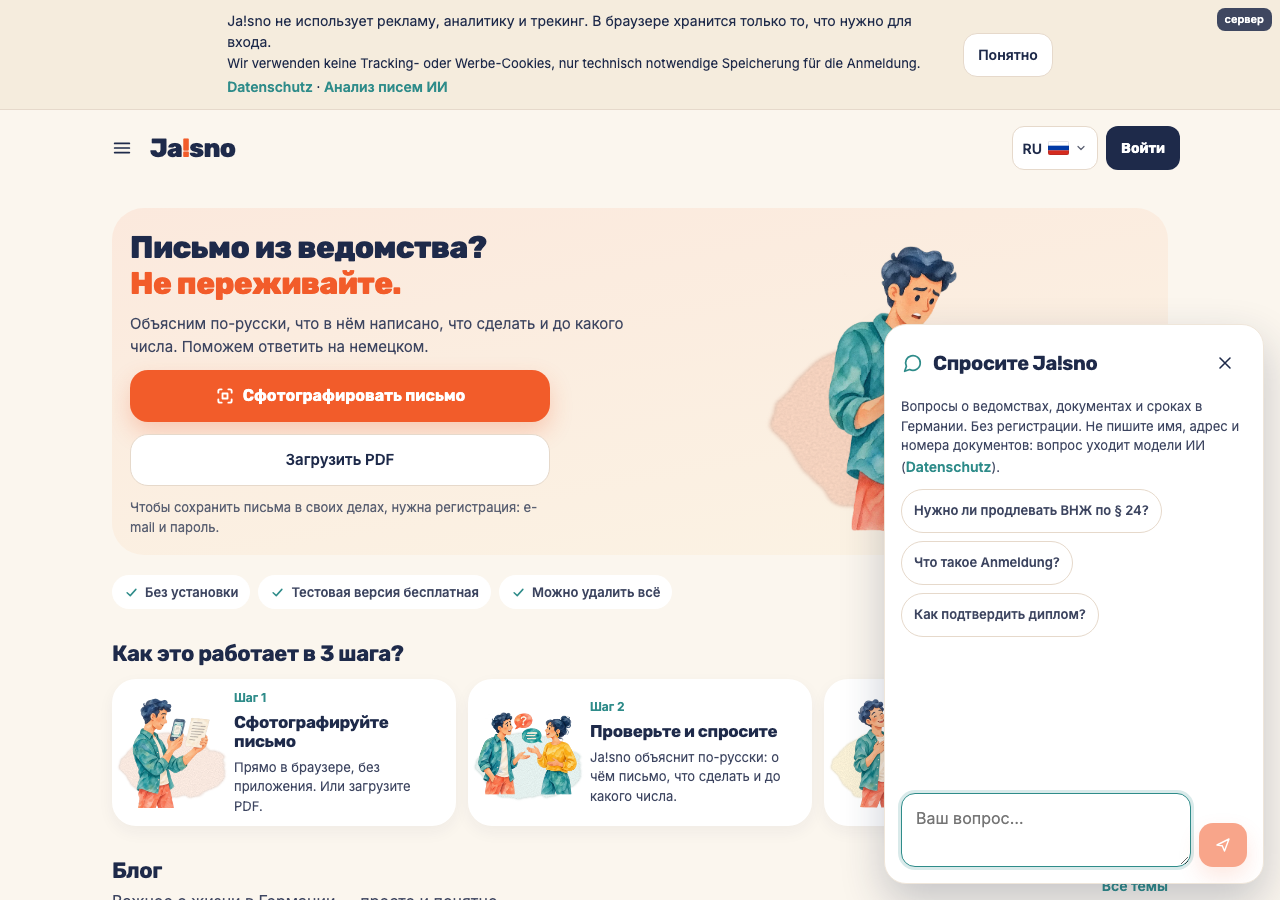 Ja!sno не использует рекламу, аналитику и трекинг. В браузере хранится только то, что нужно для
входа.
Wir verwenden keine Tracking- oder Werbe-Cookies, nur technisch notwendige Speicherung für die Anmeldung.
Datenschutz · Анализ писем ИИ
Понятно
сервер
Ja!sno
RU
Войти
Письмо из ведомства?
Не переживайте.
Объясним по-русски, что в нём написано, что сделать и до какого
числа. Поможем ответить на немецком.
Сфотографировать письмо
Загрузить PDF
Чтобы сохранить письма в своих делах, нужна регистрация: e-
mail и пароль.
Без установки
Тестовая версия бесплатная
Можно удалить всё
Как это работает в 3 шага?
Шаг 1
Сфотографируйте
письмо
Прямо в браузере, без
приложения. Или загрузите
PDF.
Шаг 2
Проверьте и спросите
Ja!sno объяснит по-русски: о
чём письмо, что сделать и до
какого числа.
Блог
Важное о жизни в Германии — просто и понятно
Все темы
Спросите Ja!sno
Вопросы о ведомствах, документах и сроках в
Германии. Без регистрации. Не пишите имя, адрес и
номера документов: вопрос уходит модели ИИ
(Datenschutz).
Нужно ли продлевать ВНЖ по § 24?
Что такое Anmeldung?
Как подтвердить диплом?
Ваш вопрос...